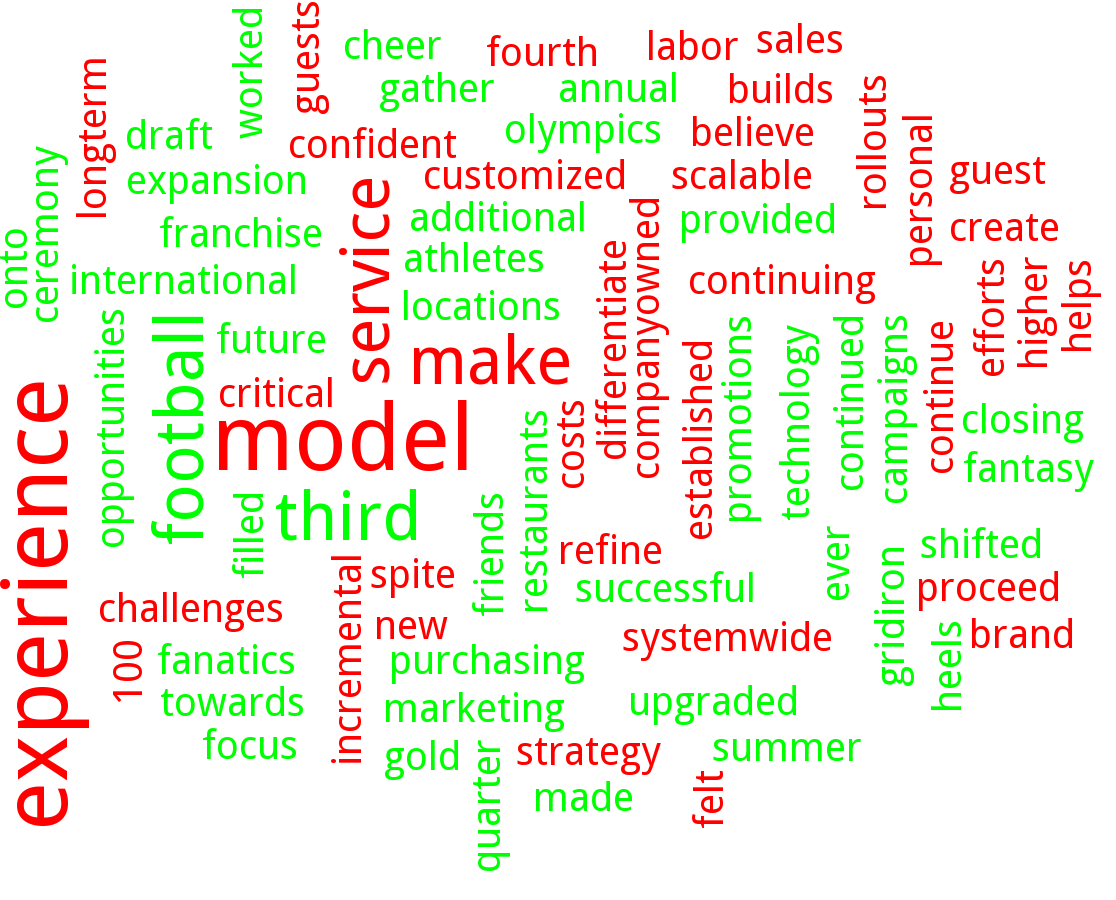 worked
guests
cheer
fourth
labor
sales
longterm
gather
annual
builds
rollouts
draft
confident
olympics
believe
personal
ceremony
expansion
customized
scalable
guest
onto
franchise
service
additional
provided
create
international
athletes
differentiate
companyowned
continuing
efforts
higher
helps
locations
opportunities
football
future
make
established
promotions
technology
continued
campaigns
continue
experience
critical
model
costs
restaurants
closing
fantasy
filled
third
friends
refine
ever
shifted
gridiron
incremental
spite
successful
proceed
challenges
new
systemwide
heels
brand
100
fanatics
purchasing
towards
marketing
upgraded
focus
gold
quarter
strategy
summer
felt
made